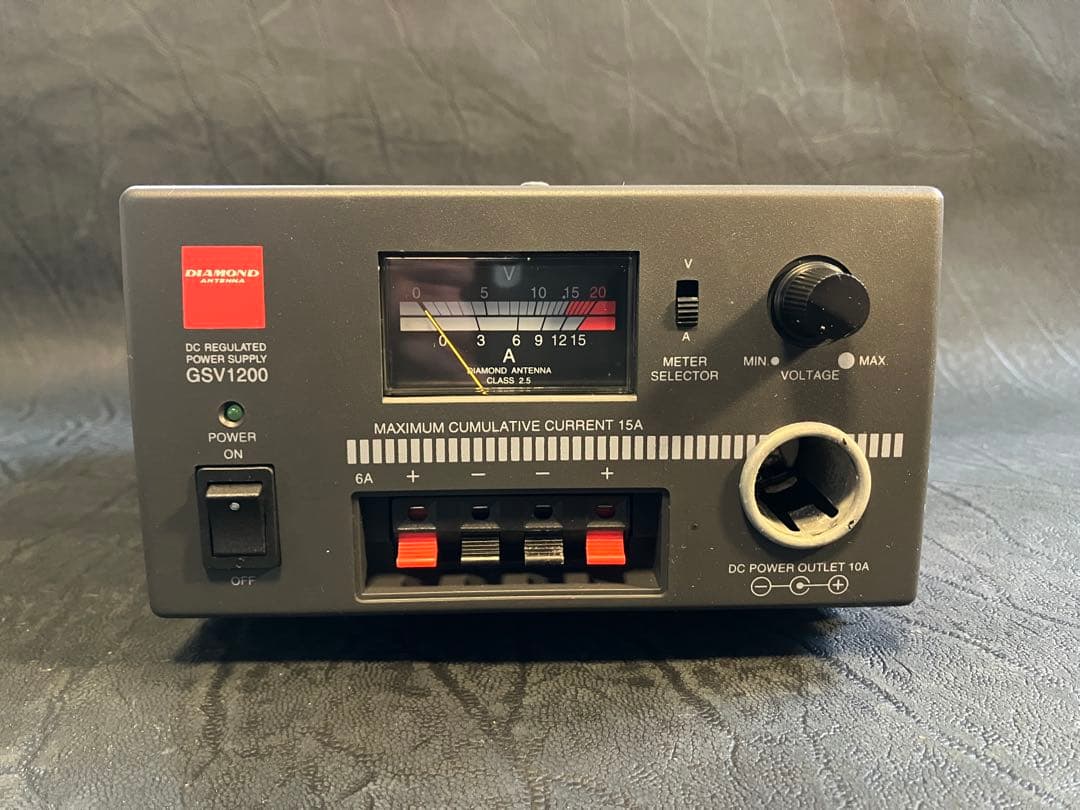 DIAMOND
ANTENNA
DC REGULATED
POWER SUPPLY
GSV1200
POWER
ON
OFF
V
0 5 10 15 20
0 3 6 9 12 15
A
DIAMOND ANTENNA
CLASS 2.5
V
A
METER
SELECTOR
MIN. MAX.
VOLTAGE
MAXIMUM CUMULATIVE CURRENT 15A
6A + − − +
DC POWER OUTLET 10A
− +